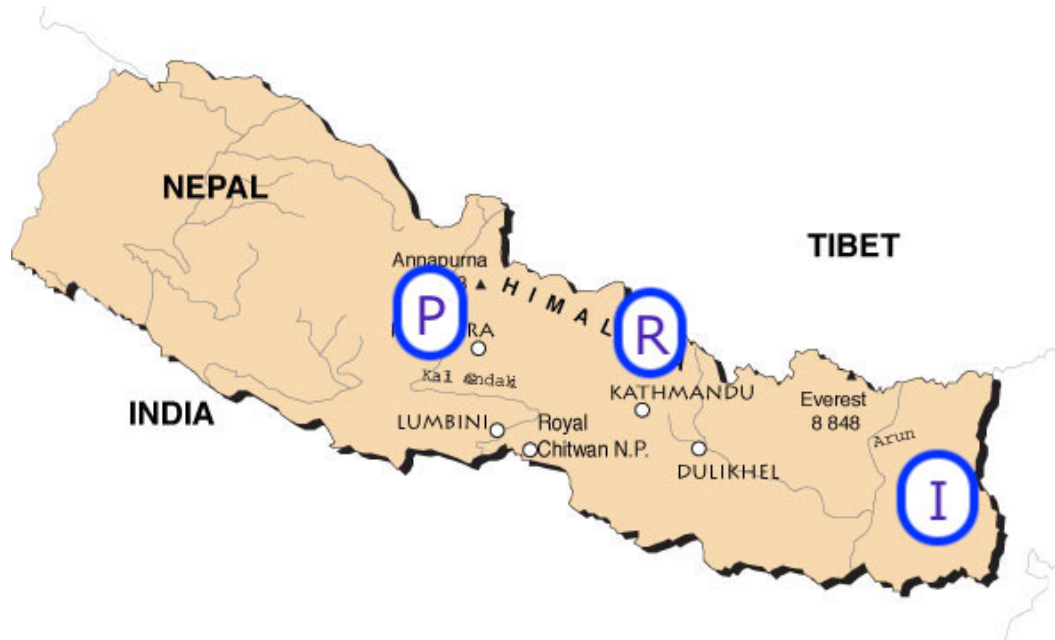 NEPAL
TIBET
Annapurna
HIMAL
P
R
KATHMANDU
Everest
8 848
INDIA
LUMBINI
Royal
Chitwan N.P.
Arun
DULIKHEL
I